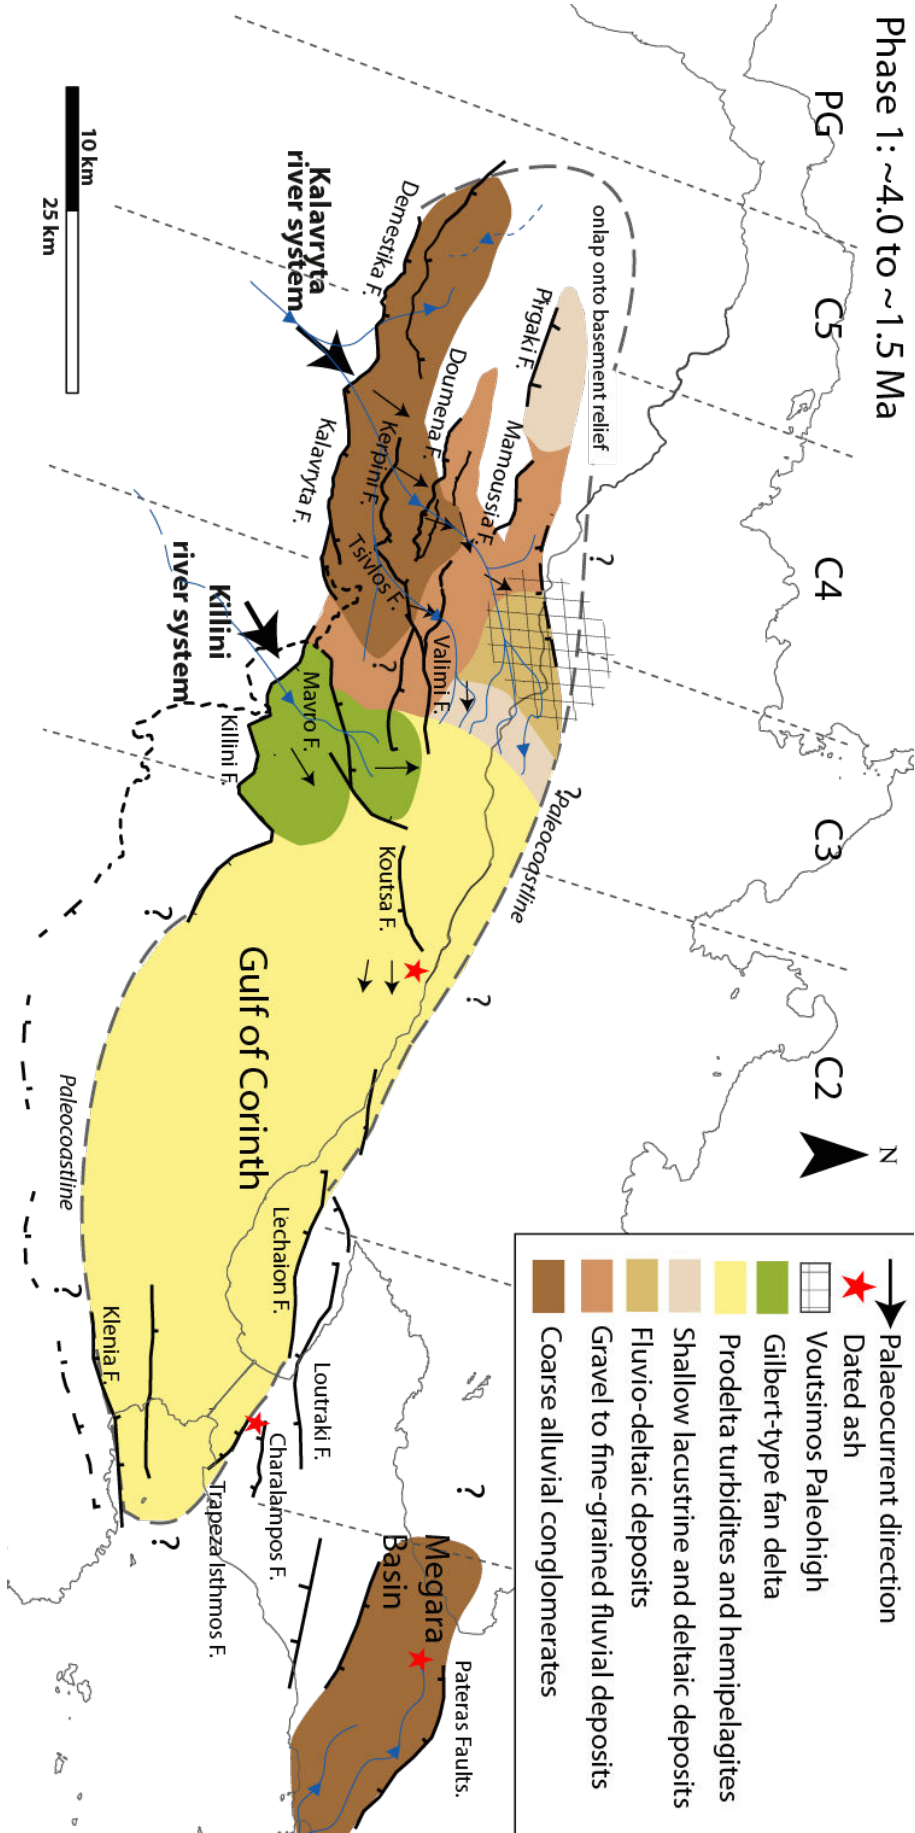 Phase 1: ~4.0 to ~1.5 Ma
PG
C5
C4
C3
C2
N
onlap onto basement relief
Pirgaki F.
Mamoussia F.
Doumena F.
Demestika F.
Kerpini F.
Kalavryta F.
Tsivlos F.
Valimi F.
?
?
?
Paleocoastline
Kalavryta
river system
Killini
river system
Mavro F.
Killini F.
Koutsa F.
?
?
Gulf of Corinth
Paleocoastline
Lechaion F.
Loutraki F.
Charalampos F.
Trapeza Isthmos F.
Klenia F.
?
?
?
Megara
Basin
Pateras Faults.
10 km
25 km
Palaeocurrent direction
Dated ash
Voutsimos Paleohigh
Gilbert-type fan delta
Prodelta turbidites and hemipelagites
Shallow lacustrine and deltaic deposits
Fluvio-deltaic deposits
Gravel to fine-grained fluvial deposits
Coarse alluvial conglomerates